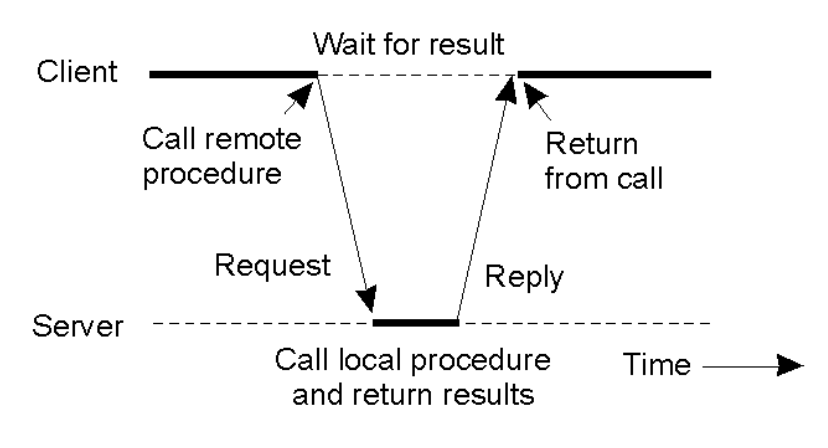 Wait for result
Client
Call remote
procedure
Return
from call
Request
Reply
Server
Call local procedure
and return results
Time